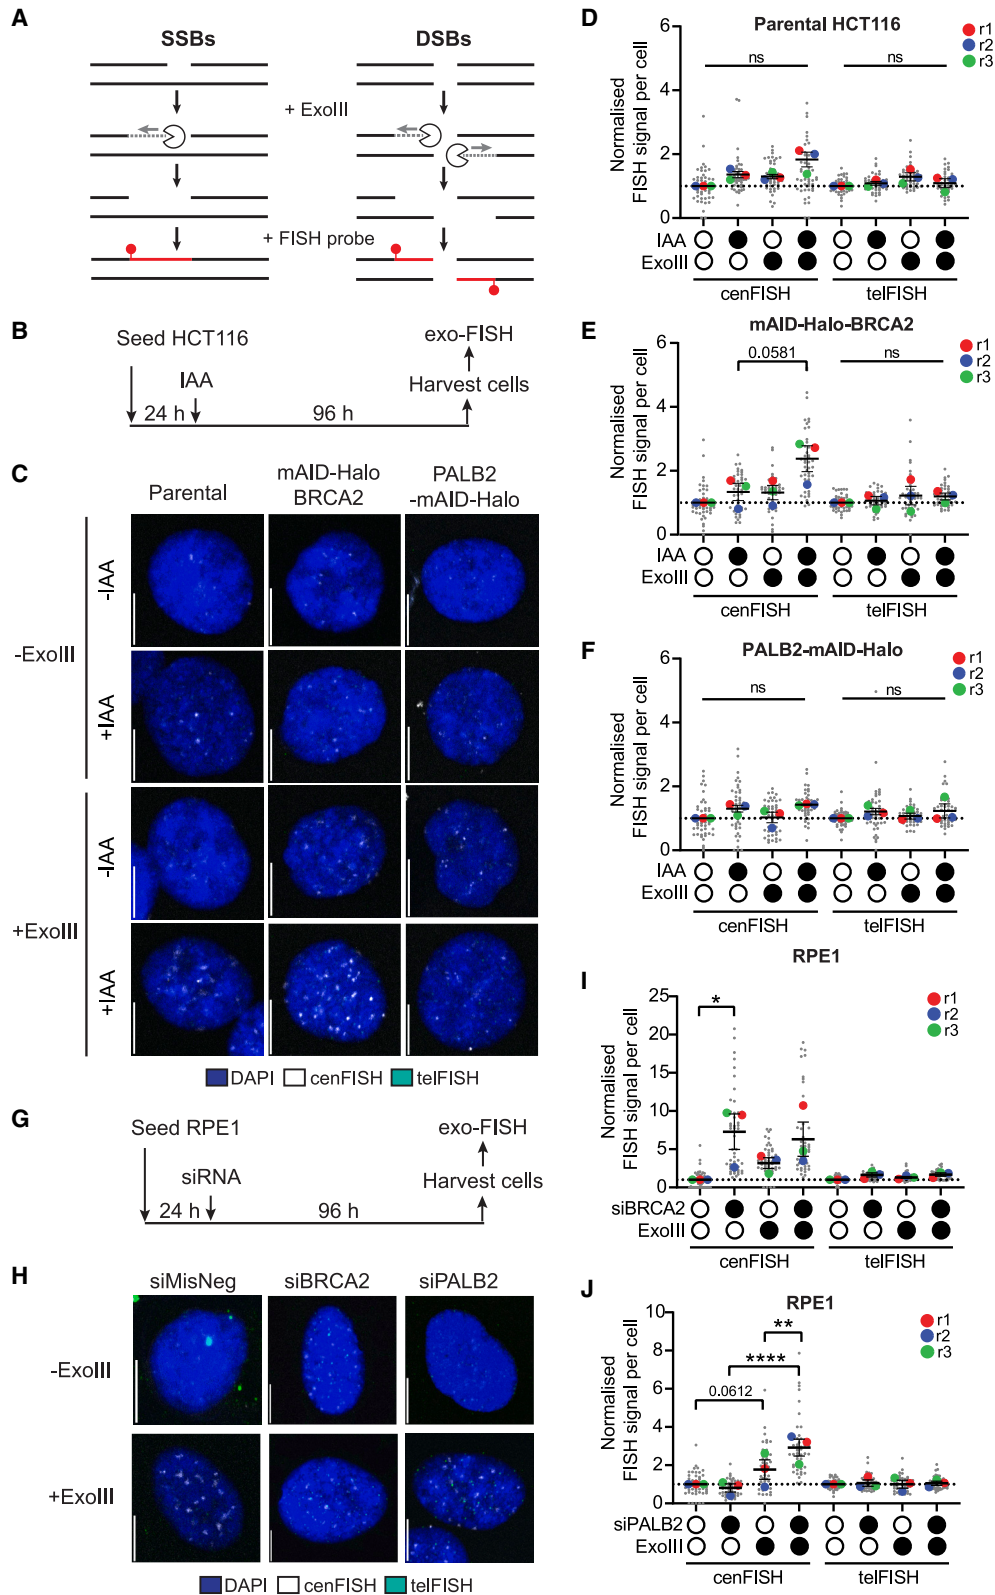 A
SSBs
DSBs
+ ExoIII
+ FISH probe
B
Seed HCT116
IAA
24 h
96 h
exo-FISH
Harvest cells
C
Parental
mAID-Halo
BRCA2
PALB2
-mAID-Halo
-ExoIII
-IAA
+IAA
+ExoIII
-IAA
+IAA
DAPI
cenFISH
telFISH
G
Seed RPE1
siRNA
24 h
96 h
exo-FISH
Harvest cells
H
siMisNeg
siBRCA2
siPALB2
-ExoIII
+ExoIII
DAPI
cenFISH
telFISH
D
Parental HCT116
r1
r2
r3
Normalised
FISH signal per cell
6
4
2
0
ns
ns
IAA
ExoIII
cenFISH
telFISH
E
mAID-Halo-BRCA2
r1
r2
r3
Normalised
FISH signal per cell
6
4
2
0
0.0581
ns
IAA
ExoIII
cenFISH
telFISH
F
PALB2-mAID-Halo
r1
r2
r3
Normalised
FISH signal per cell
6
4
2
0
ns
ns
IAA
ExoIII
cenFISH
telFISH
I
RPE1
r1
r2
r3
Normalised
FISH signal per cell
25
20
15
10
5
0
*
siBRCA2
ExoIII
cenFISH
telFISH
J
RPE1
r1
r2
r3
Normalised
FISH signal per cell
10
8
6
4
2
0
**
****
0.0612
siPALB2
ExoIII
cenFISH
telFISH